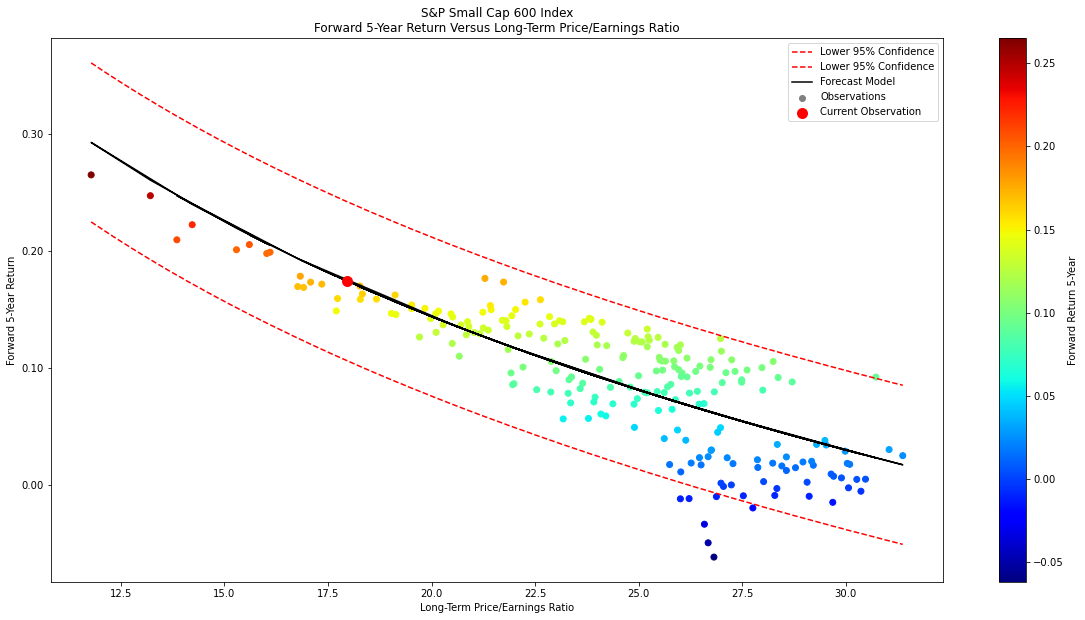 S&P Small Cap 600 Index
Forward 5-Year Return Versus Long-Term Price/Earnings Ratio
Lower 95% Confidence
Lower 95% Confidence
Forecast Model
Observations
Current Observation
0.30
0.20
0.10
0.00
Forward 5-Year Return
12.5
15.0
17.5
20.0
22.5
25.0
27.5
30.0
Long-Term Price/Earnings Ratio
0.25
0.20
0.15
0.10
0.05
0.00
−0.05
Forward Return 5-Year